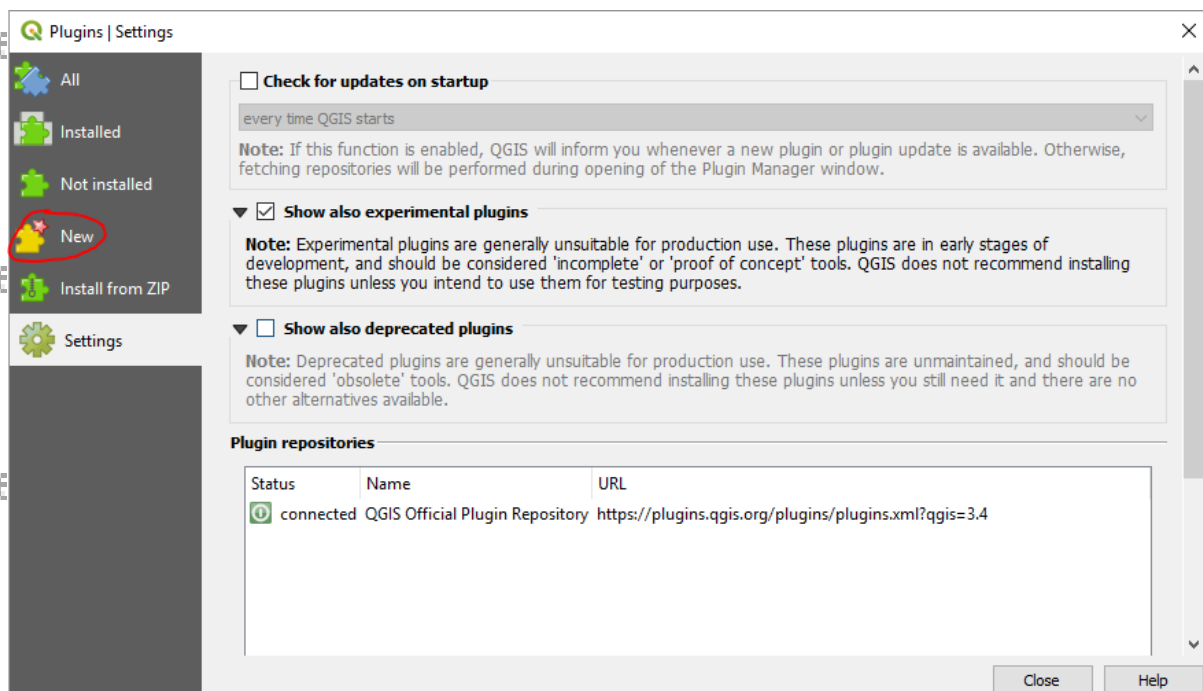 Plugins | Settings
All
Installed
Not installed
New
Install from ZIP
Settings
Check for updates on startup
every time QGIS starts
Note: If this function is enabled, QGIS will inform you whenever a new plugin or plugin update is available. Otherwise,
fetching repositories will be performed during opening of the Plugin Manager window.
Show also experimental plugins
Note: Experimental plugins are generally unsuitable for production use. These plugins are in early stages of
development, and should be considered 'incomplete' or 'proof of concept' tools. QGIS does not recommend installing
these plugins unless you intend to use them for testing purposes.
Show also deprecated plugins
Note: Deprecated plugins are generally unsuitable for production use. These plugins are unmaintained, and should be
considered 'obsolete' tools. QGIS does not recommend installing these plugins unless you still need it and there are no
other alternatives available.
Plugin repositories
Status Name URL
connected QGIS Official Plugin Repository https://plugins.qgis.org/plugins/plugins.xml?qgis=3.4
Close Help